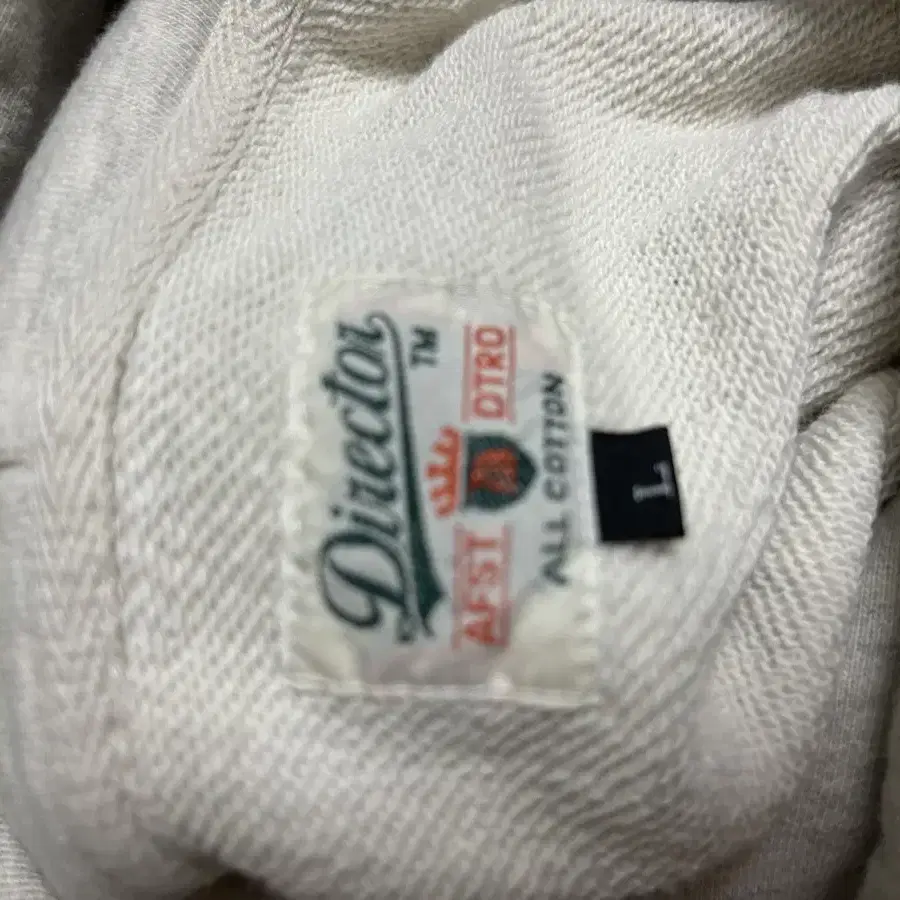 Director
TM
AFST DTRO
ALL COTTON
L